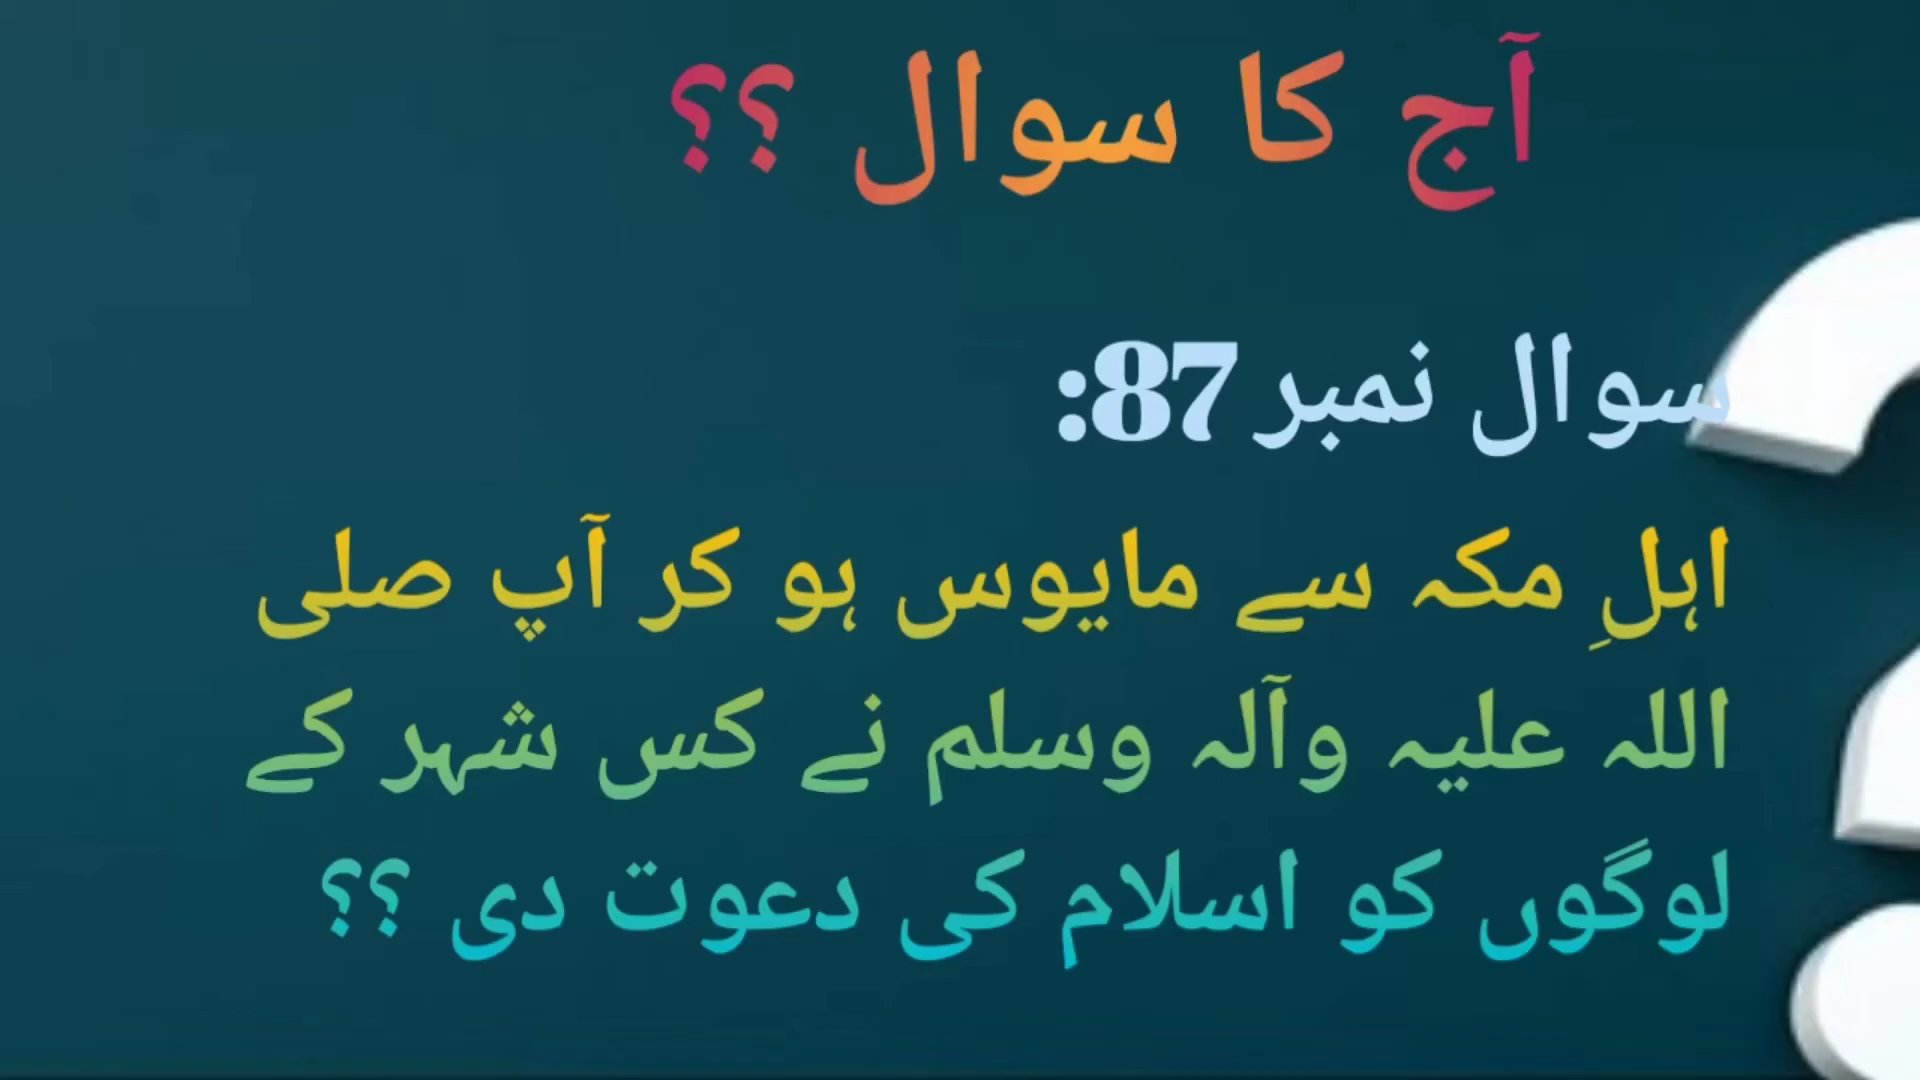 آج کا سوال ؟؟
سوال نمبر 87:
اہلِ مکہ سے مایوس ہو کر آپ صلی
اللہ علیہ وآلہ وسلم نے کس شہر کے
لوگوں کو اسلام کی دعوت دی ؟؟